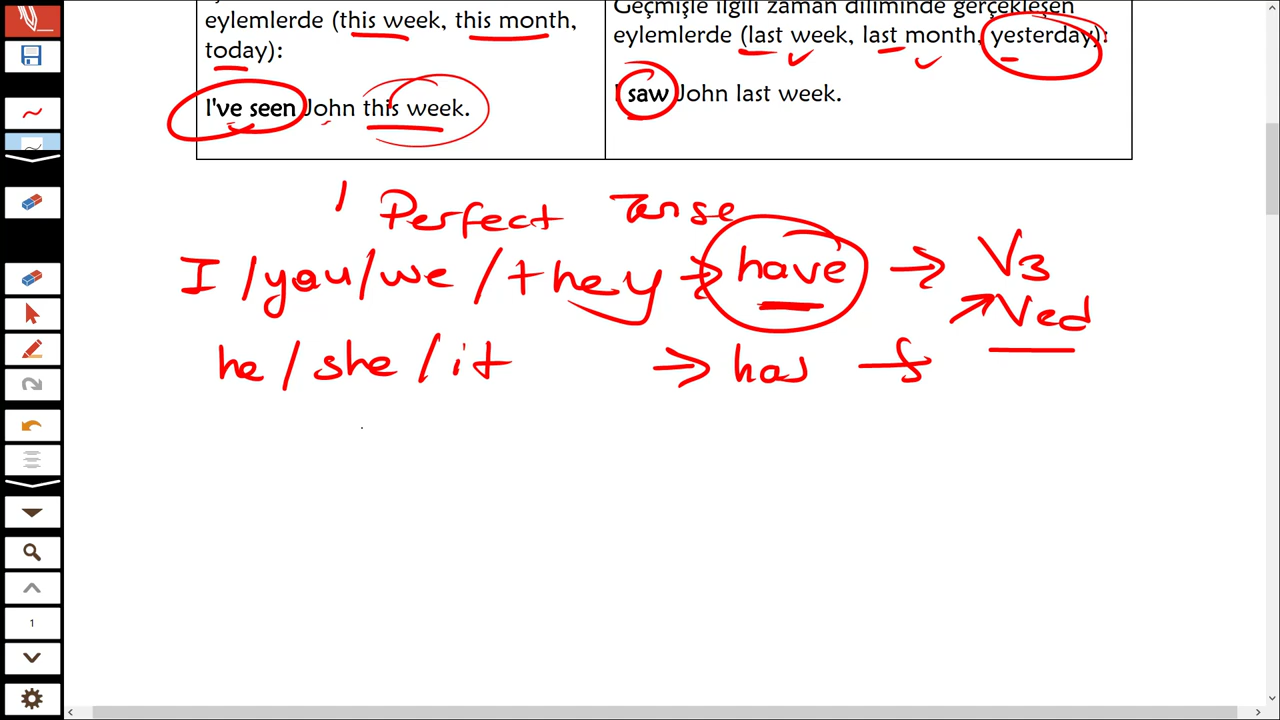 eylemlerde (this week, this month,
today):
I've seen John this week.
Geçmişle ilgili zaman diliminde gerçekleşen
eylemlerde (last week, last month, yesterday):
I saw John last week.
Perfect Tense
I / you / we / they → have → V3
Ved
he / she / it → has →
1